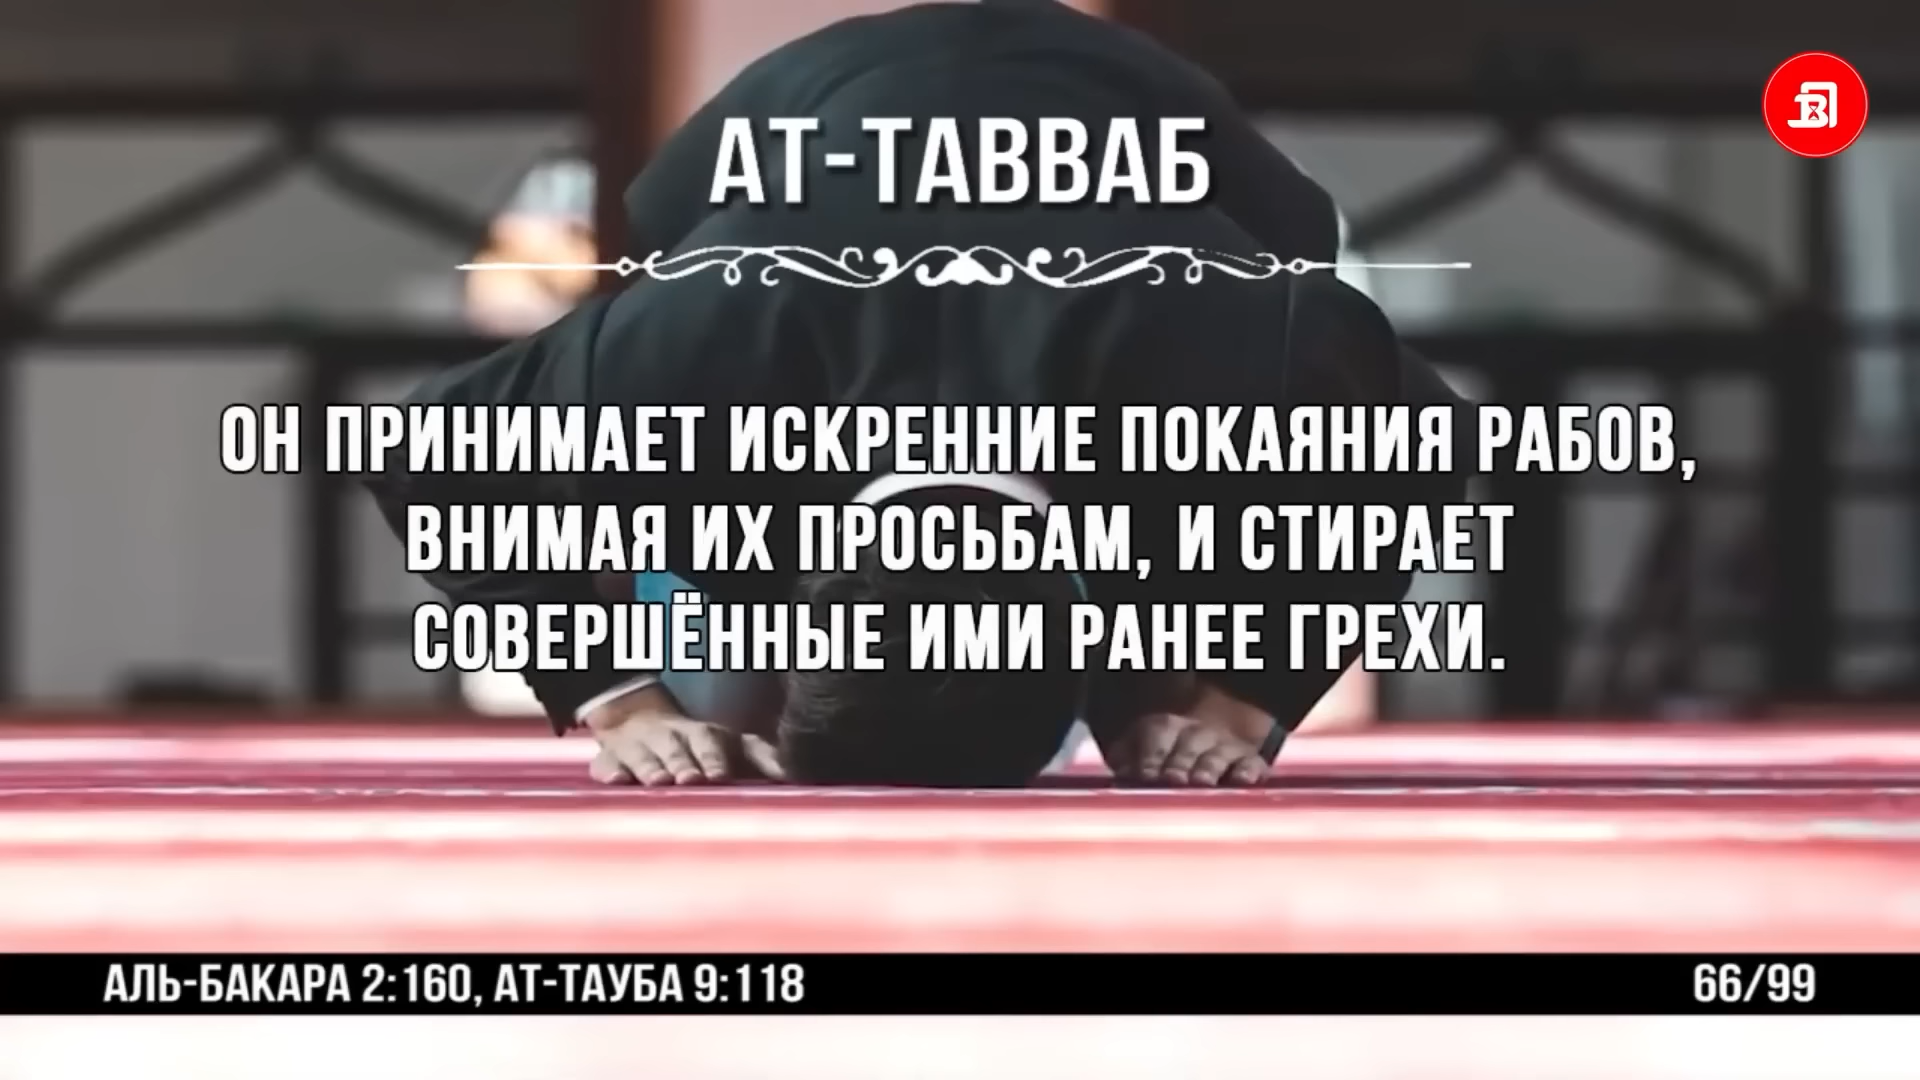 АТ-ТАВВАБ
ОН ПРИНИМАЕТ ИСКРЕННИЕ ПОКАЯНИЯ РАБОВ,
ВНИМАЯ ИХ ПРОСЬБАМ, И СТИРАЕТ
СОВЕРШЁННЫЕ ИМИ РАНЕЕ ГРЕХИ.
АЛЬ-БАКАРА 2:160, АТ-ТАУБА 9:118
66/99